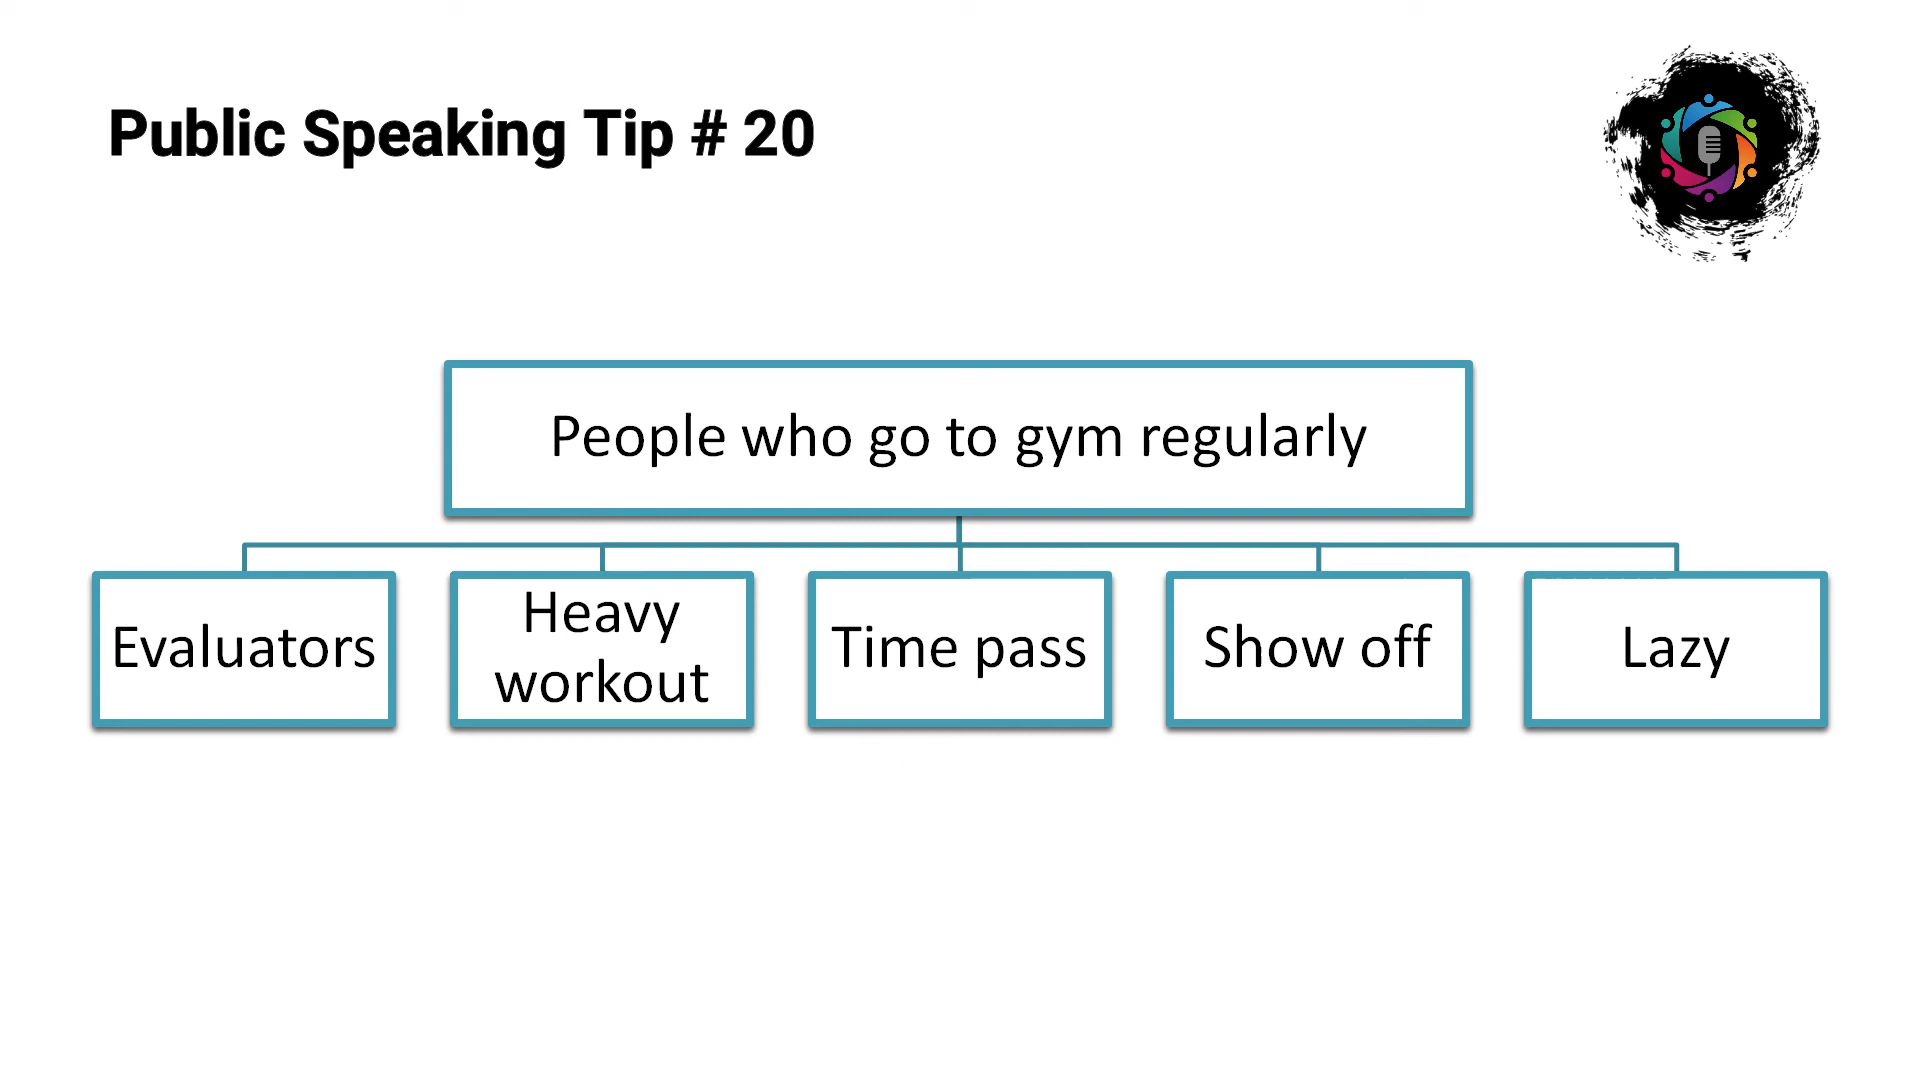 Public Speaking Tip # 20
People who go to gym regularly
Evaluators
Heavy
workout
Time pass
Show off
Lazy